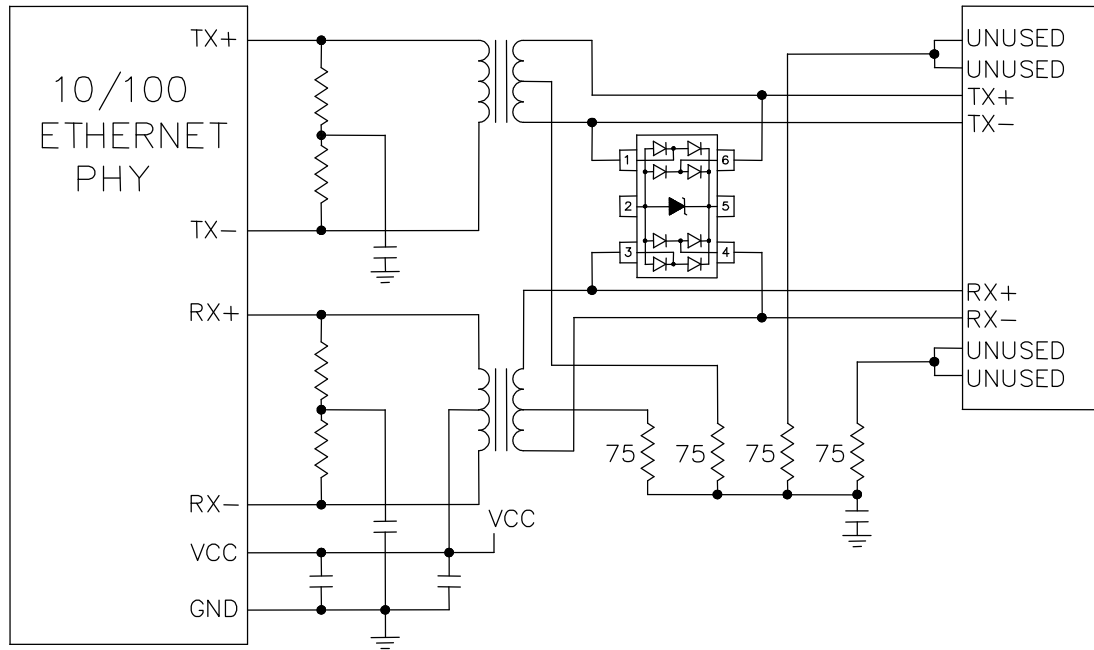 10/100
ETHERNET
PHY
TX+
TX-
RX+
RX-
VCC
GND
VCC
1
2
3
6
5
4
75
75
75
75
UNUSED
UNUSED
TX+
TX-
RX+
RX-
UNUSED
UNUSED